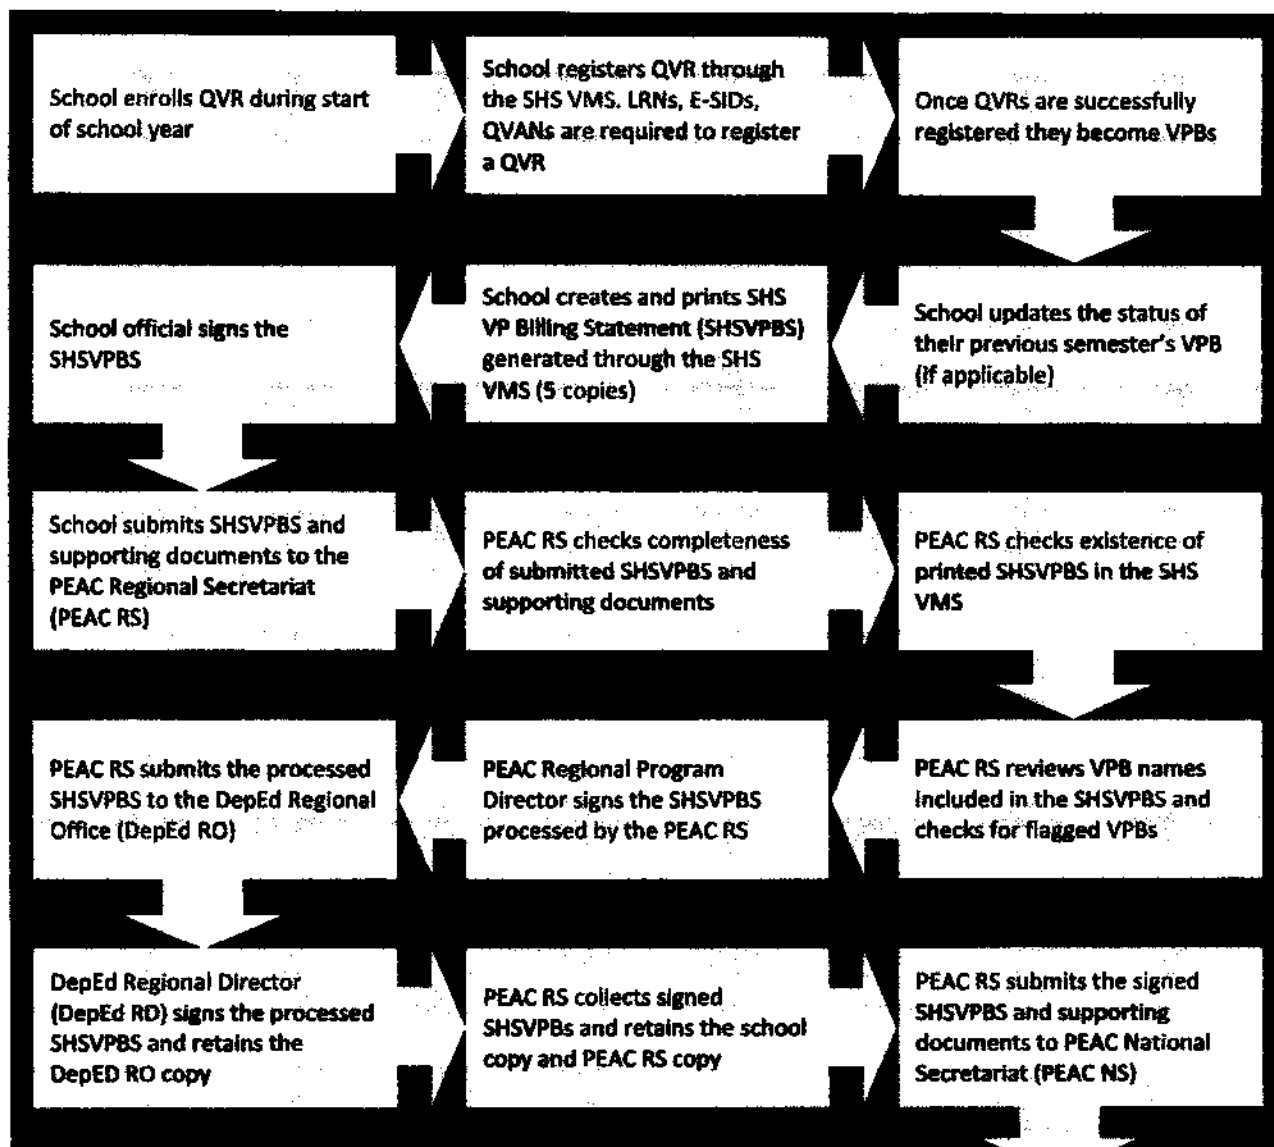 School enrolls QVR during start
of school year
School registers QVR through
the SHS VMS. LRNs, E-SIDs,
QVANs are required to register
a QVR
Once QVRs are successfully
registered they become VPBs
School updates the status of
their previous semester's VPB
(if applicable)
School creates and prints SHS
VP Billing Statement (SHSVPBS)
generated through the SHS
VMS (5 copies)
School official signs the
SHSVPBS
School submits SHSVPBS and
supporting documents to the
PEAC Regional Secretariat
(PEAC RS)
PEAC RS checks completeness
of submitted SHSVPBS and
supporting documents
PEAC RS checks existence of
printed SHSVPBS in the SHS
VMS
PEAC RS reviews VPB names
included in the SHSVPBS and
checks for flagged VPBs
PEAC Regional Program
Director signs the SHSVPBS
processed by the PEAC RS
PEAC RS submits the processed
SHSVPBS to the DepEd Regional
Office (DepEd RO)
DepEd Regional Director
(DepEd RD) signs the processed
SHSVPBS and retains the
DepED RO copy
PEAC RS collects signed
SHSVPBs and retains the school
copy and PEAC RS copy
PEAC RS submits the signed
SHSVPBS and supporting
documents to PEAC National
Secretariat (PEAC NS)